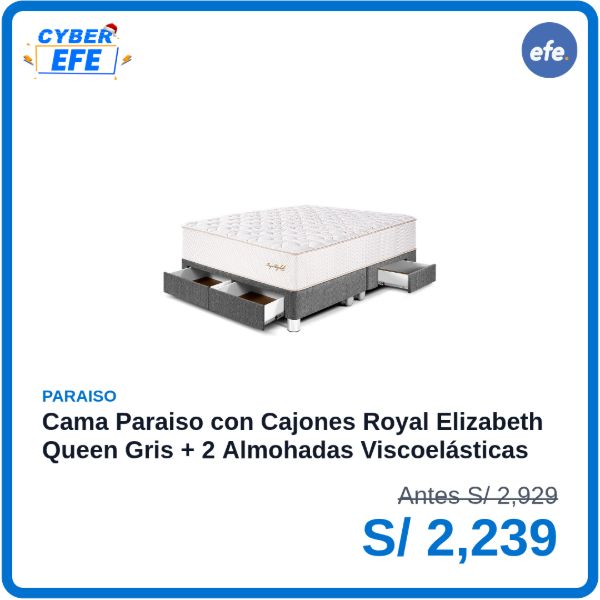 CYBER
EFE
efe.
PARAISO
Cama Paraiso con Cajones Royal Elizabeth
Queen Gris + 2 Almohadas Viscoelásticas
Antes S/ 2,929
S/ 2,239